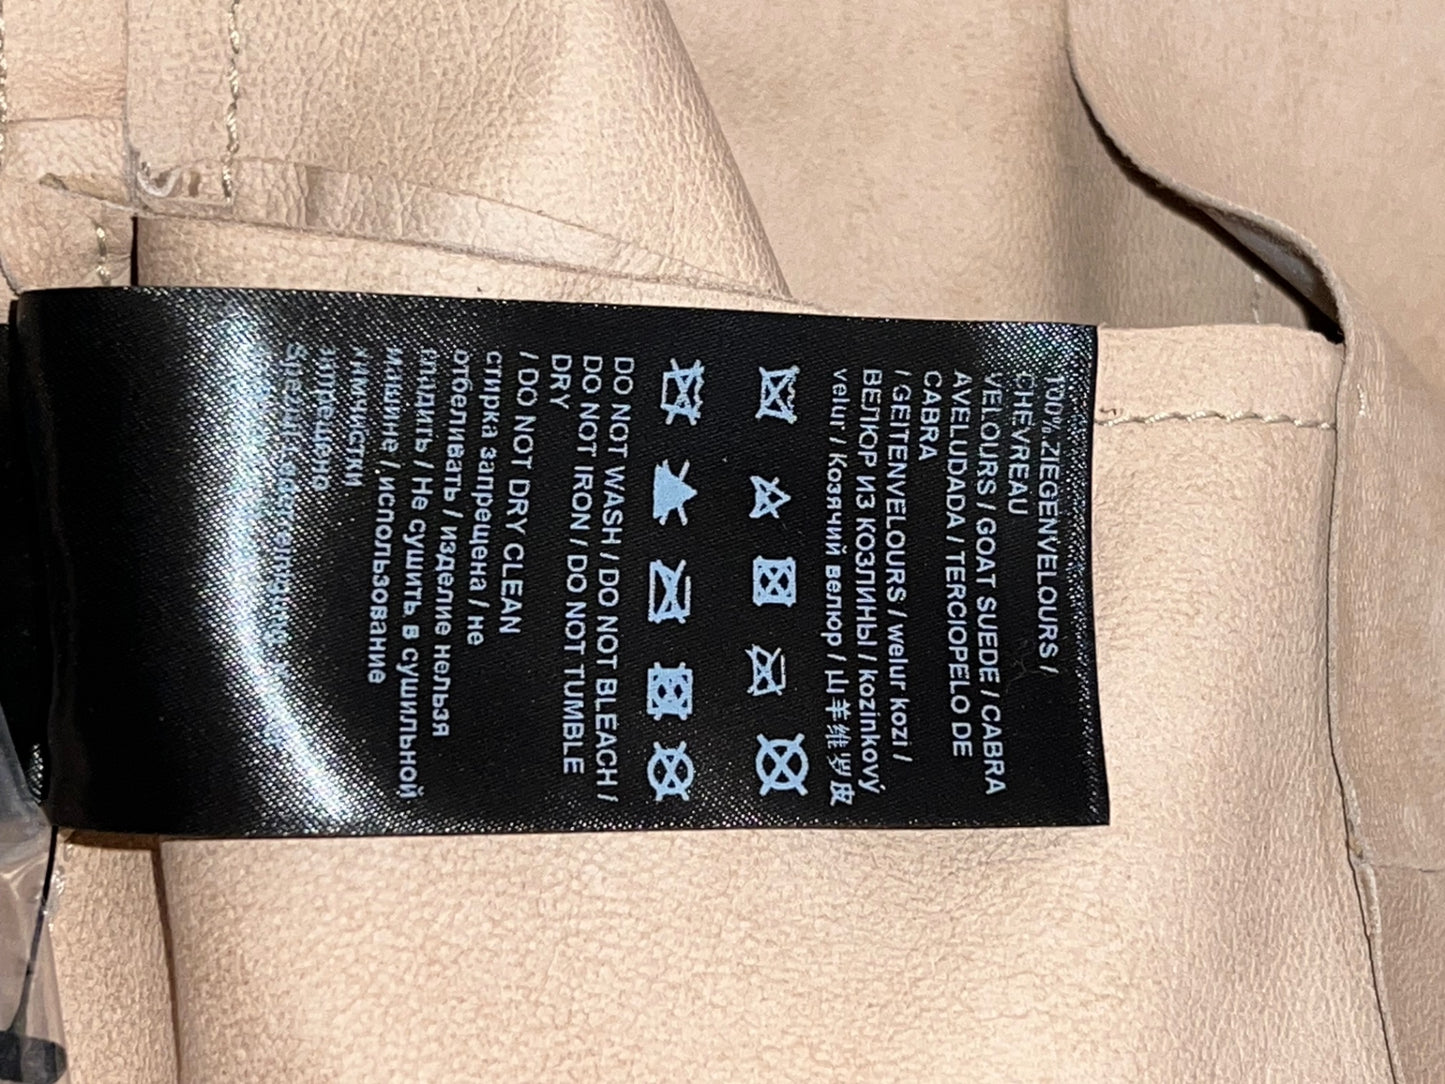 100% ZIEGENVELOURS /
CHEVREAU
VELOURS / GOAT SUEDE / CABRA
AVELUDADA / TERCIOPELO DE
CABRA
/ GEITENVELOURS / welur kozi /
ВЕЛЮР ИЗ КОЗЛИНЫ / kozinkový
velur / Козячий велюр / 山羊维罗皮
DO NOT WASH / DO NOT BLEACH /
DO NOT IRON / DO NOT TUMBLE
DRY
/ DO NOT DRY CLEAN
стирка запрещена / не
отбеливать / изделие нельзя
гладить / Не сушить в сушильной
машине / использование
химчистки
запрещено